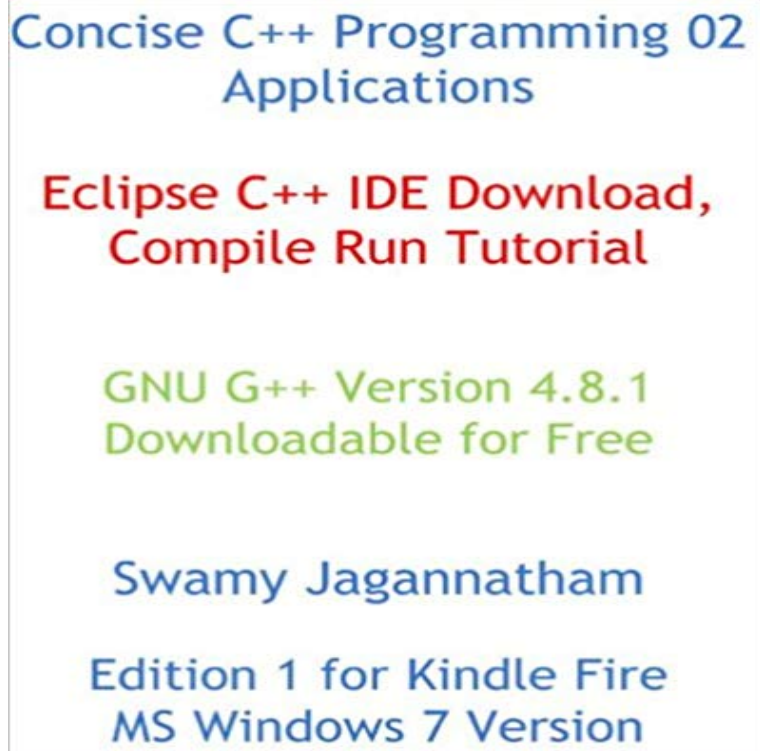 Concise C++ Programming 02
Applications
Eclipse C++ IDE Download,
Compile Run Tutorial
GNU G++ Version 4.8.1
Downloadable for Free
Swamy Jagannatham
Edition 1 for Kindle Fire
MS Windows 7 Version